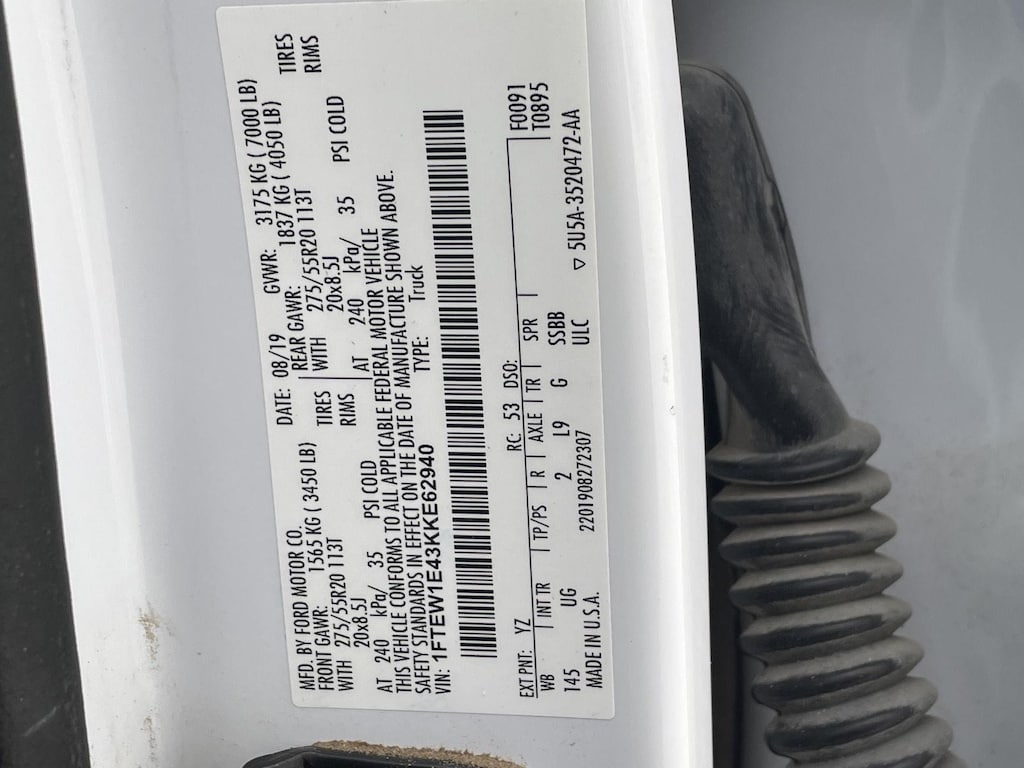 MFD. BY FORD MOTOR CO. DATE: 08/19 GVWR: 3175 KG ( 7000 LB)
FRONT GAWR: 1565 KG ( 3450 LB) REAR GAWR: 1837 KG ( 4050 LB)
WITH 275/55R20 113T TIRES WITH 275/55R20 113T TIRES
20x8.5J RIMS 20x8.5J RIMS
AT 240 kPa/ 35 PSI COLD AT 240 kPa/ 35 PSI COLD
THIS VEHICLE CONFORMS TO ALL APPLICABLE FEDERAL MOTOR VEHICLE
SAFETY STANDARDS IN EFFECT ON THE DATE OF MANUFACTURE SHOWN ABOVE.
VIN: 1FTEW1E43KKE62940 TYPE: Truck
EXT PNT: YZ RC: 53 DSO: F0091
WB INT TR TP/PS R AXLE TR SPR T0895
145 UG 2 L9 G SSBB
MADE IN U.S.A. 220190827230​7 ULC ▽ 5U5A-3520472-AA